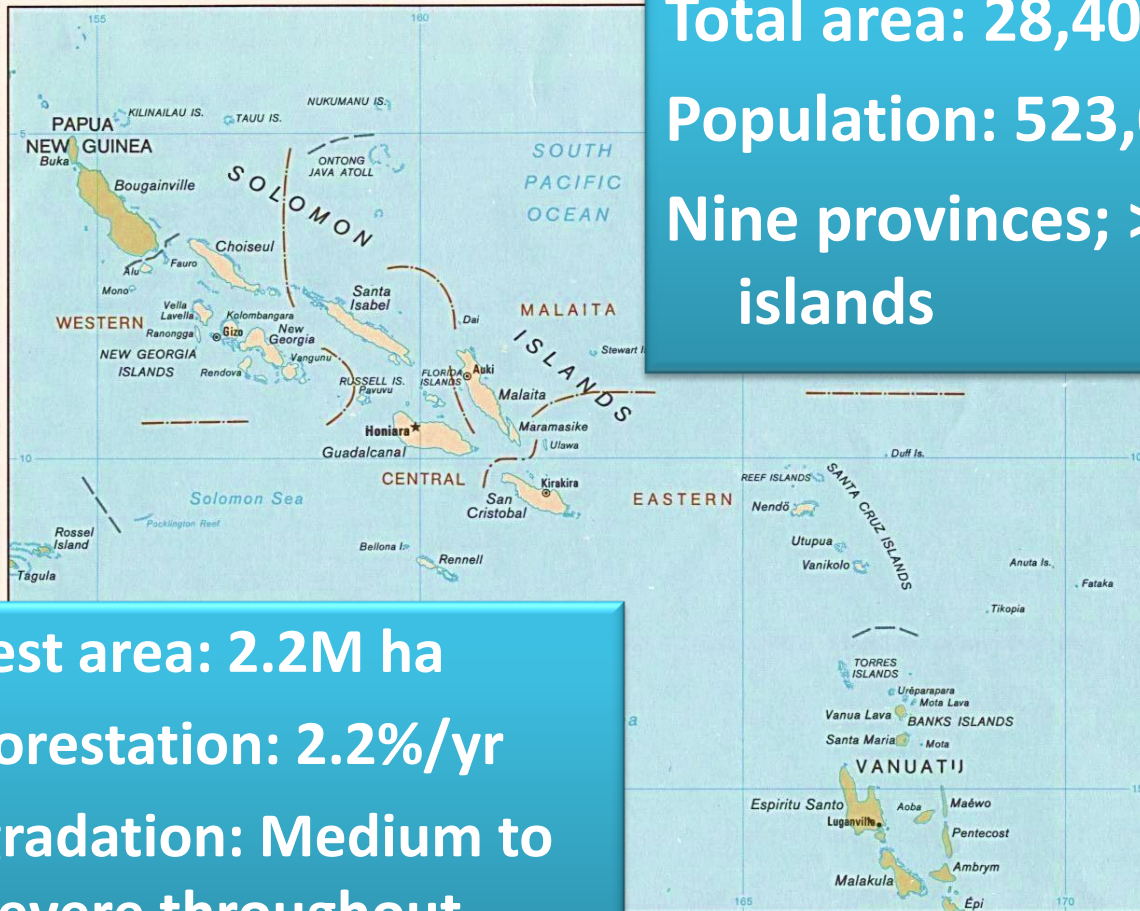 155
160
Total area: 28,40
Population: 523,
Nine provinces; >
islands
NUKUMANU IS.
KILINAILAU IS.
TAUU IS.
PAPUA
NEW GUINEA
5
Buka
Bougainville
ONTONG
JAVA ATOLL
SOLOMON
SOUTH
PACIFIC
OCEAN
Choiseul
Alu
Fauro
Mono
Santa
Isabel
Vella
Lavella
WESTERN
Kolombangara
Ranongga
Gizo
New
Georgia
NEW GEORGIA
ISLANDS
Vangunu
Rendova
Dai
MALAITA
ISLANDS
Stewart I
RUSSELL IS.
Pavuvu
FLORIDA
ISLANDS
Auki
Malaita
Maramasike
Ulawa
Honiara
Guadalcanal
10
CENTRAL
Kirakira
San
Cristobal
EASTERN
Duff Is.
10
REEF ISLANDS
SANTA CRUZ ISLANDS
Nendö
Solomon Sea
Pocklington Reef
Rossel
Island
Tagula
Bellona I.
Rennell
Utupua
Vanikolo
Anuta Is.
Fataka
Tikopia
est area: 2.2M ha
orestation: 2.2%/yr
radation: Medium to
evere throughout
a
TORRES
ISLANDS
Uréparapara
Mota Lava
Vanua Lava
BANKS ISLANDS
Santa Maria
Mota
VANUATU
Espiritu Santo
Aoba
Maéwo
Luganville
Pentecost
Ambrym
Malakula
Épi
165
170